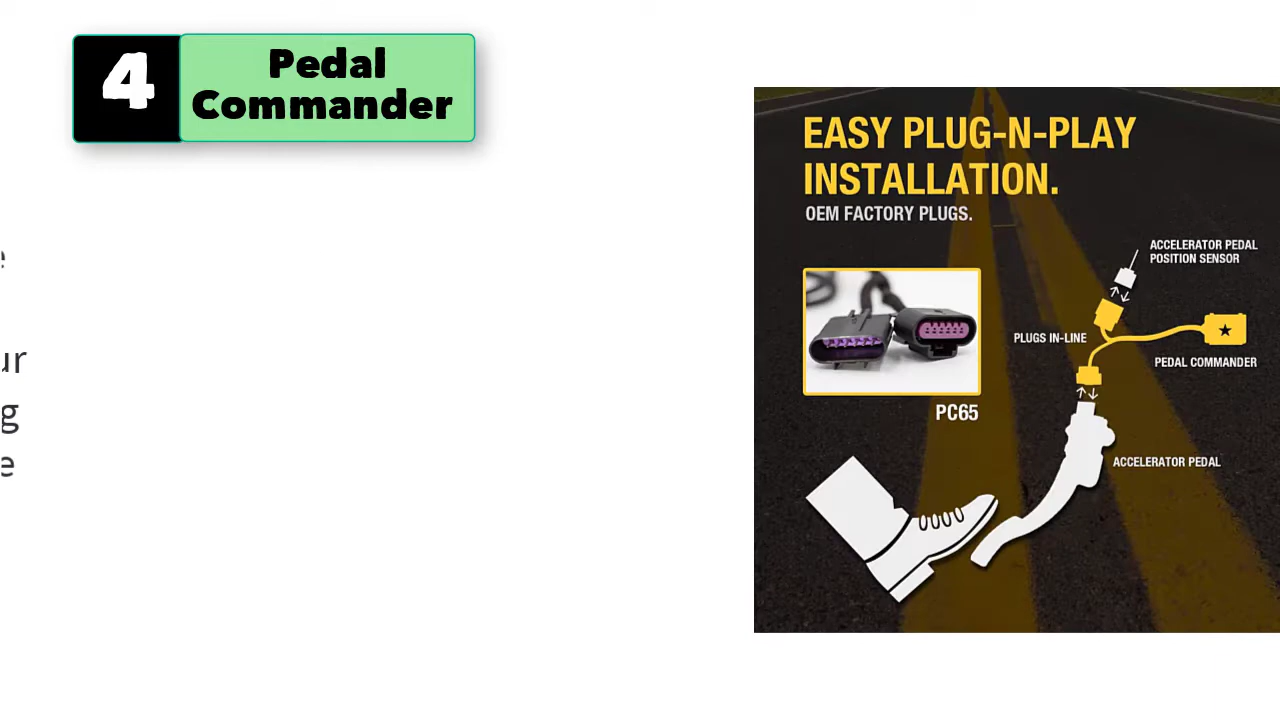 4
Pedal
Commander
EASY PLUG-N-PLAY
INSTALLATION.
OEM FACTORY PLUGS.
ACCELERATOR PEDAL
POSITION SENSOR
PLUGS IN-LINE
PEDAL COMMANDER
PC65
ACCELERATOR PEDAL